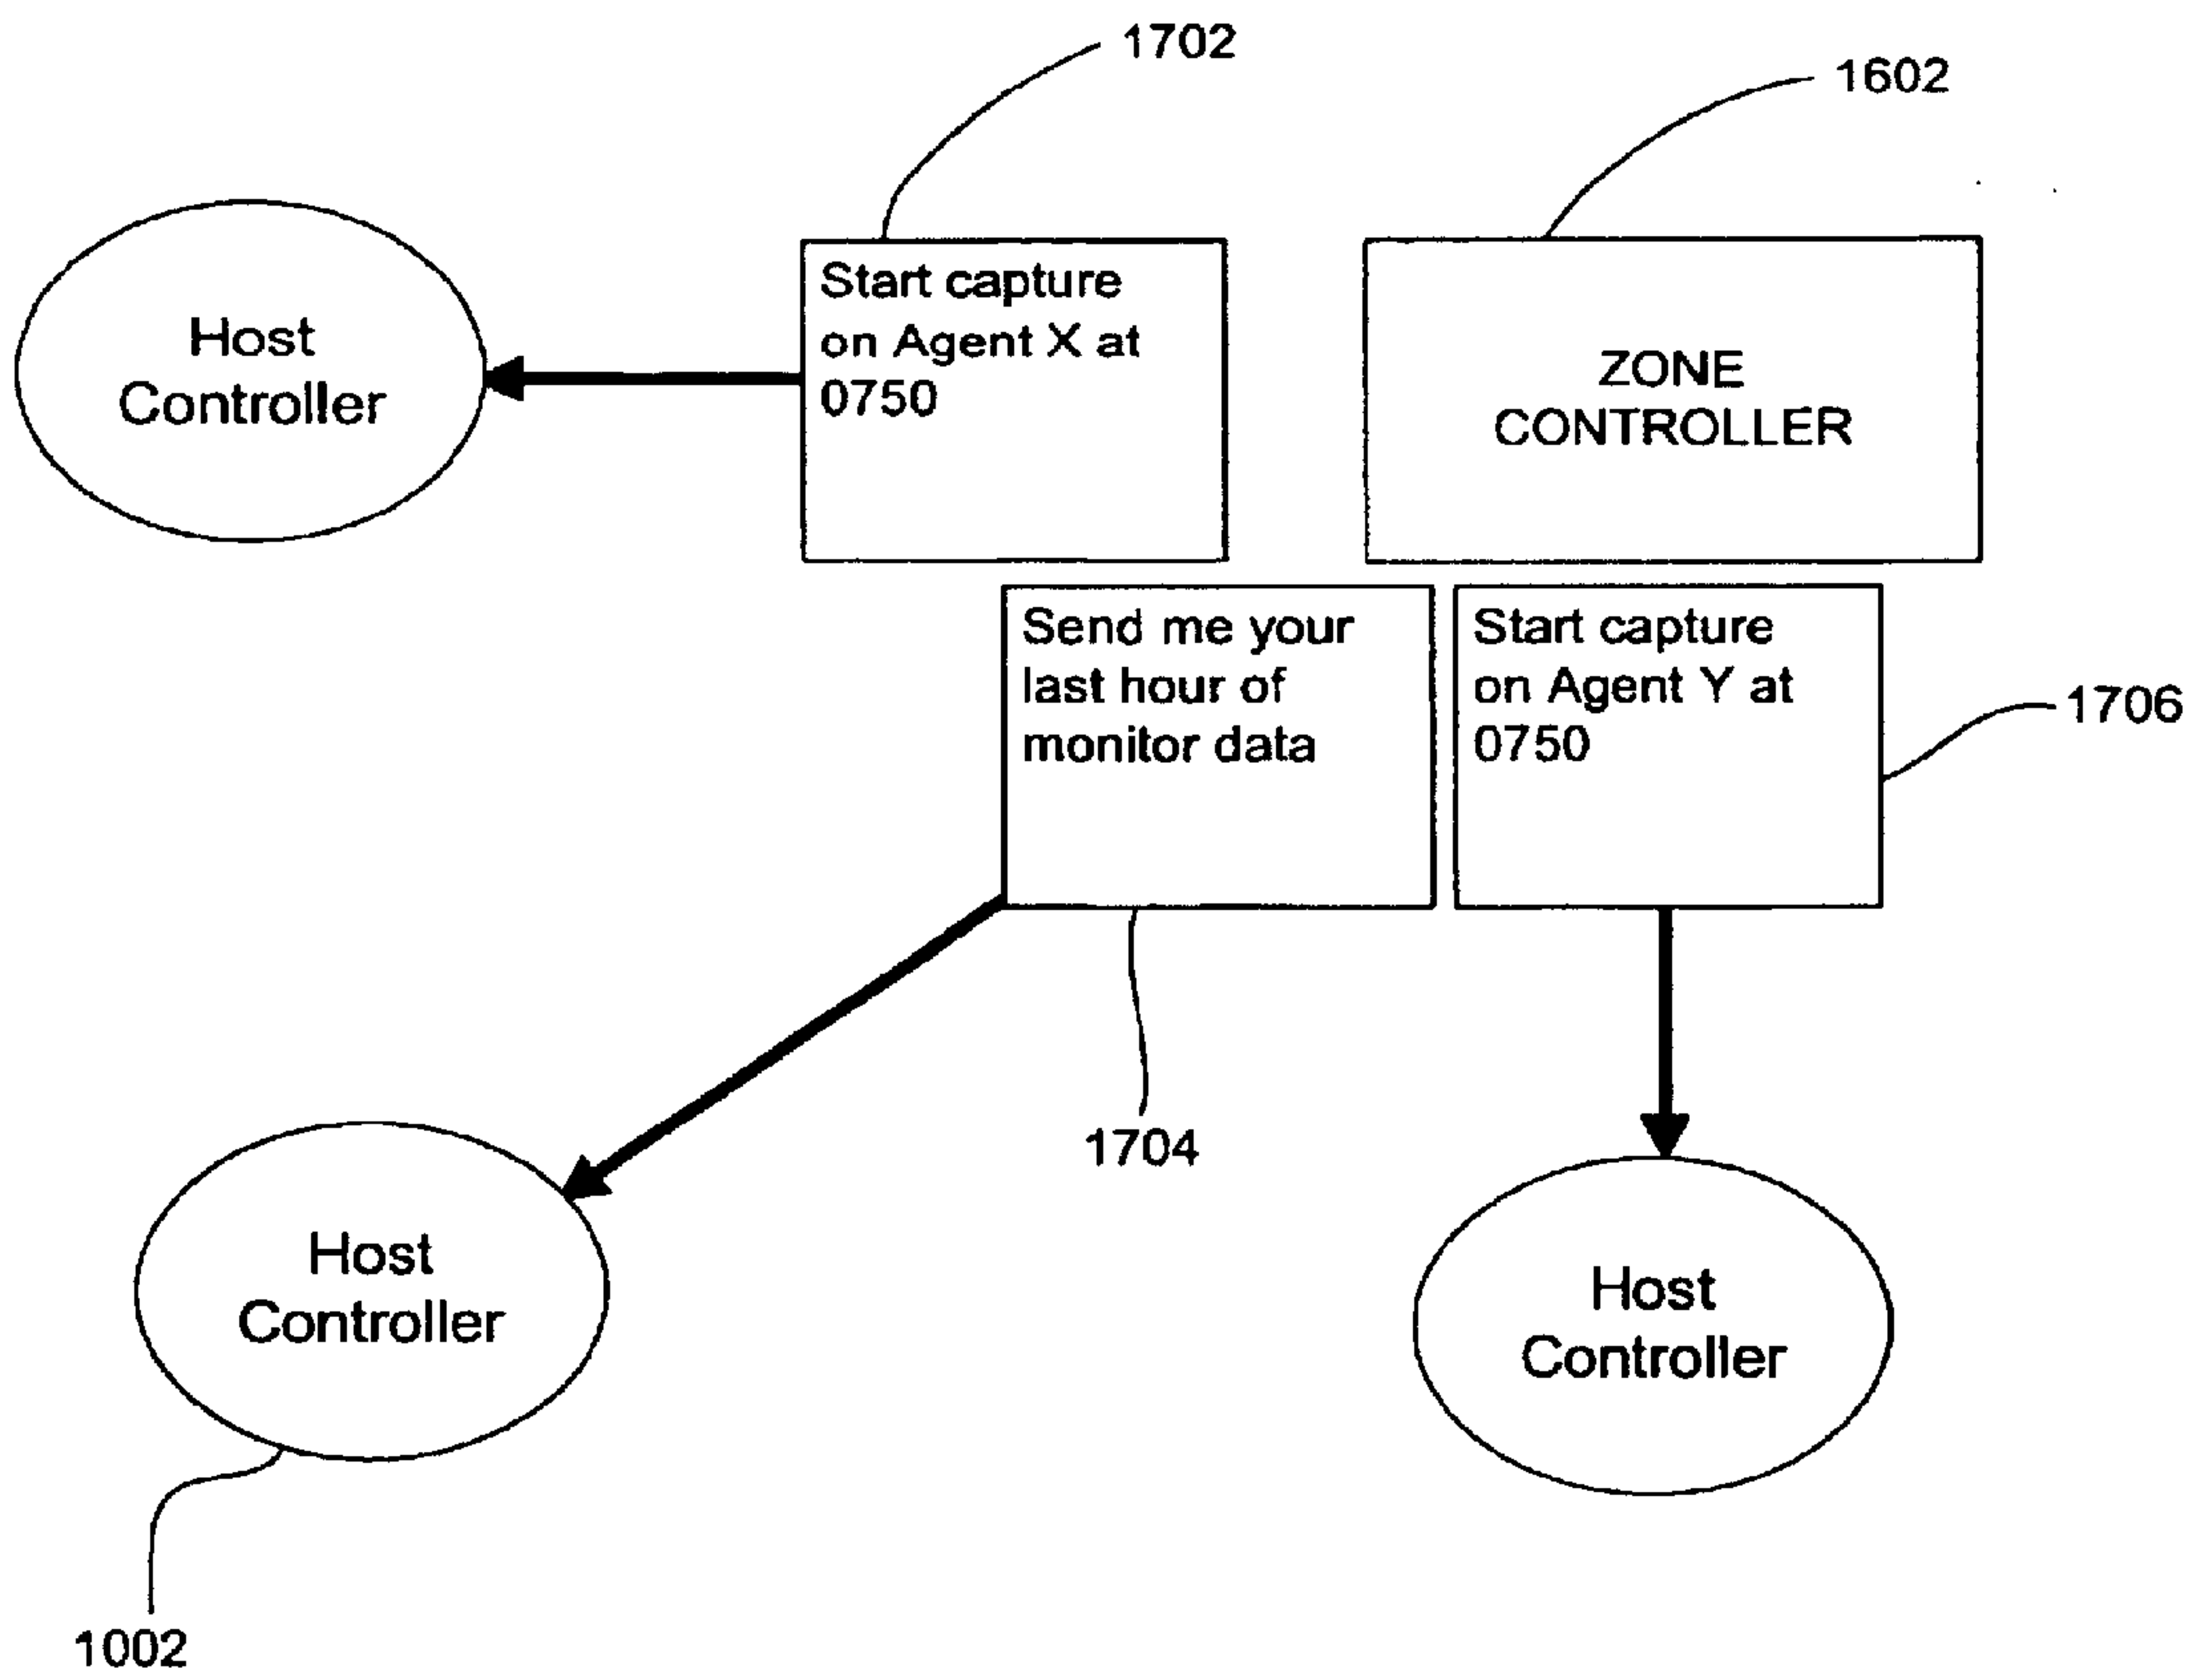 1702
1602
Host
Controller
Start capture
on Agent X at
0750
ZONE
CONTROLLER
Send me your
last hour of
monitor data
Start capture
on Agent Y at
0750
1706
1704
Host
Controller
Host
Controller
1002